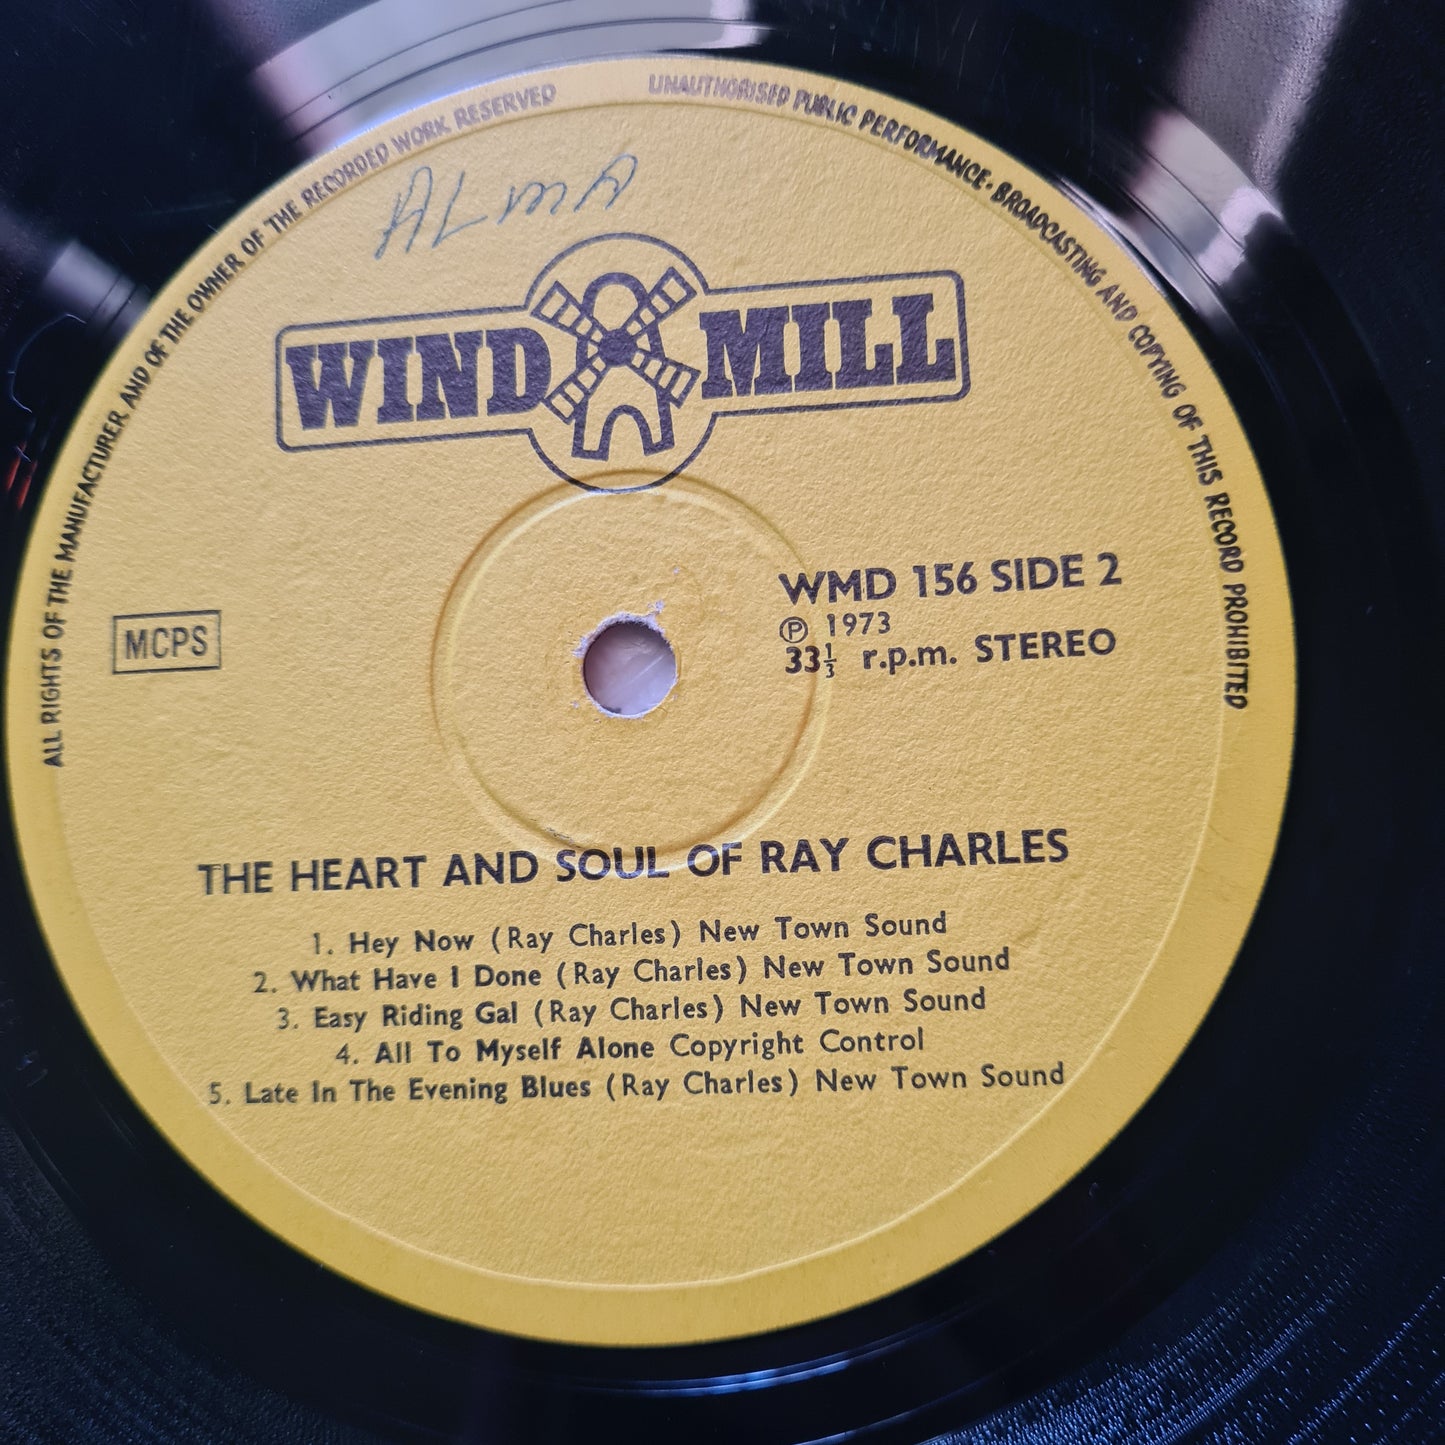 ALL RIGHTS OF THE MANUFACTURER AND OF THE OWNER OF THE RECORDED WORK RESERVED
UNAUTHORISED PUBLIC PERFORMANCE · BROADCASTING AND COPYING OF THIS RECORD PROHIBITED
ALMA
WIND MILL
WMD 156 SIDE 2
℗ 1973
33⅓ r.p.m. STEREO
MCPS
THE HEART AND SOUL OF RAY CHARLES
1. Hey Now (Ray Charles) New Town Sound
2. What Have I Done (Ray Charles) New Town Sound
3. Easy Riding Gal (Ray Charles) New Town Sound
4. All To Myself Alone Copyright Control
5. Late In The Evening Blues (Ray Charles) New Town Sound